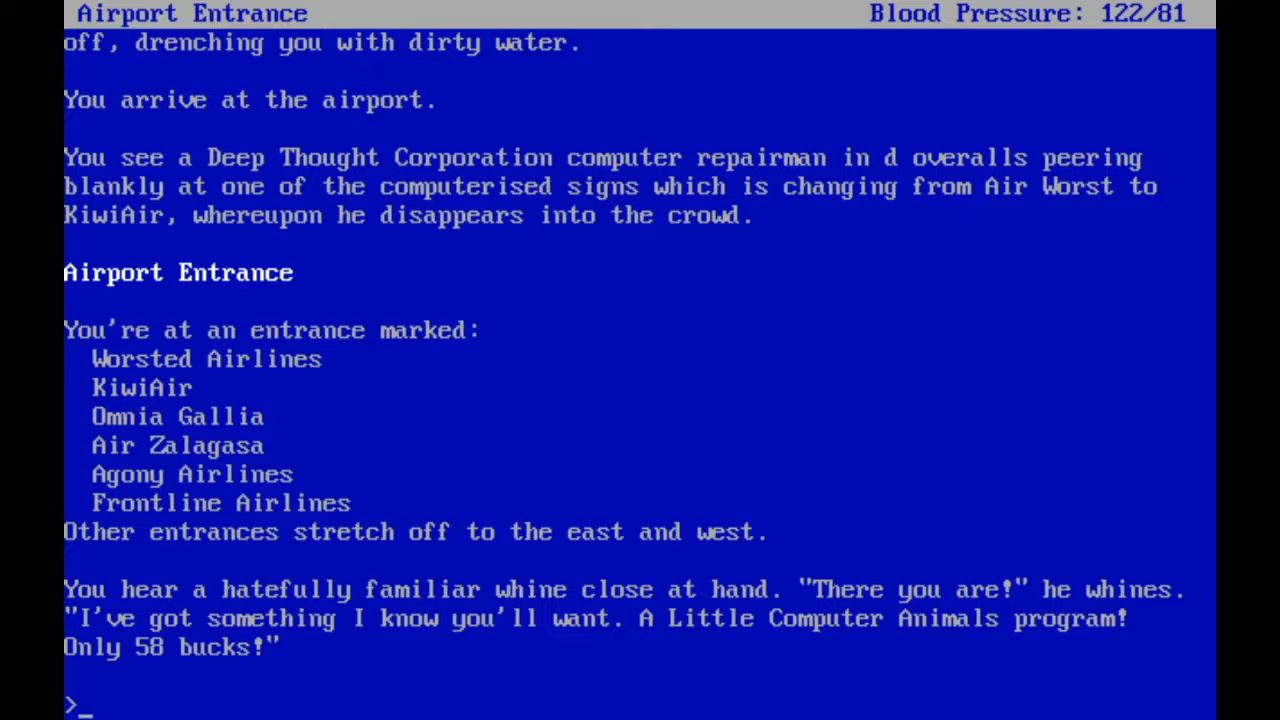 Airport Entrance Blood Pressure: 122/81
off, drenching you with dirty water.
You arrive at the airport.
You see a Deep Thought Corporation computer repairman in d overalls peering
blankly at one of the computerised signs which is changing from Air Worst to
KiwiAir, whereupon he disappears into the crowd.
Airport Entrance
You're at an entrance marked:
Worsted Airlines
KiwiAir
Omnia Gallia
Air Zalagasa
Agony Airlines
Frontline Airlines
Other entrances stretch off to the east and west.
You hear a hatefully familiar whine close at hand. "There you are!" he whines.
"I've got something I know you'll want. A Little Computer Animals program!
Only 58 bucks!"
>_